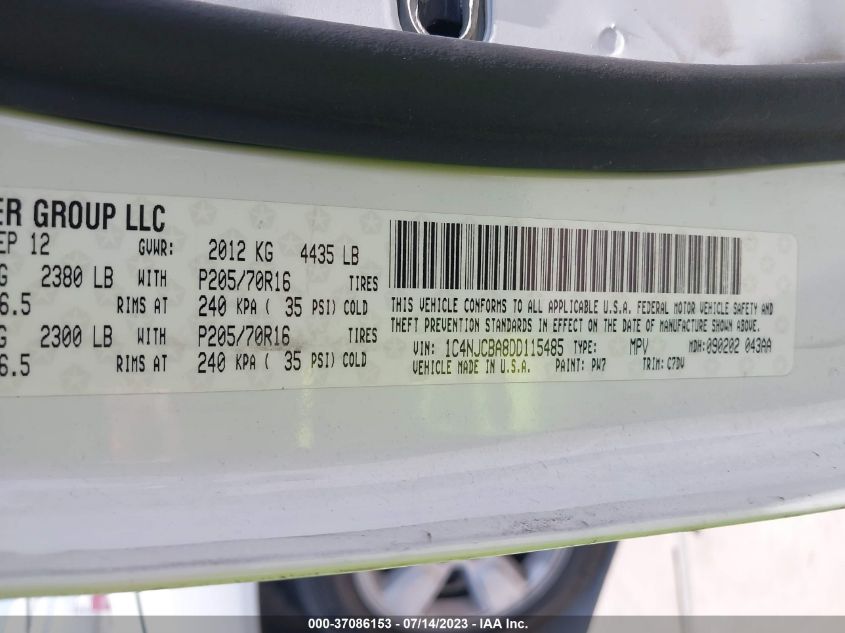 ER GROUP LLC
EP 12 GVWR: 2012 KG 4435 LB
G 2380 LB WITH P205/70R16 TIRES
6.5 RIMS AT 240 KPA ( 35 PSI) COLD
G 2300 LB WITH P205/70R16 TIRES
6.5 RIMS AT 240 KPA ( 35 PSI) COLD
THIS VEHICLE CONFORMS TO ALL APPLICABLE U.S.A. FEDERAL MOTOR VEHICLE SAFETY AND
THEFT PREVENTION STANDARDS IN EFFECT ON THE DATE OF MANUFACTURE SHOWN ABOVE.
VIN: 1C4NJCBA8DD115485 TYPE: MPV MDH: 090202 043AA
VEHICLE MADE IN U.S.A. PAINT: PW7 TRIM: C7DV
000-37086153 — 07/14/2023 — IAA Inc.